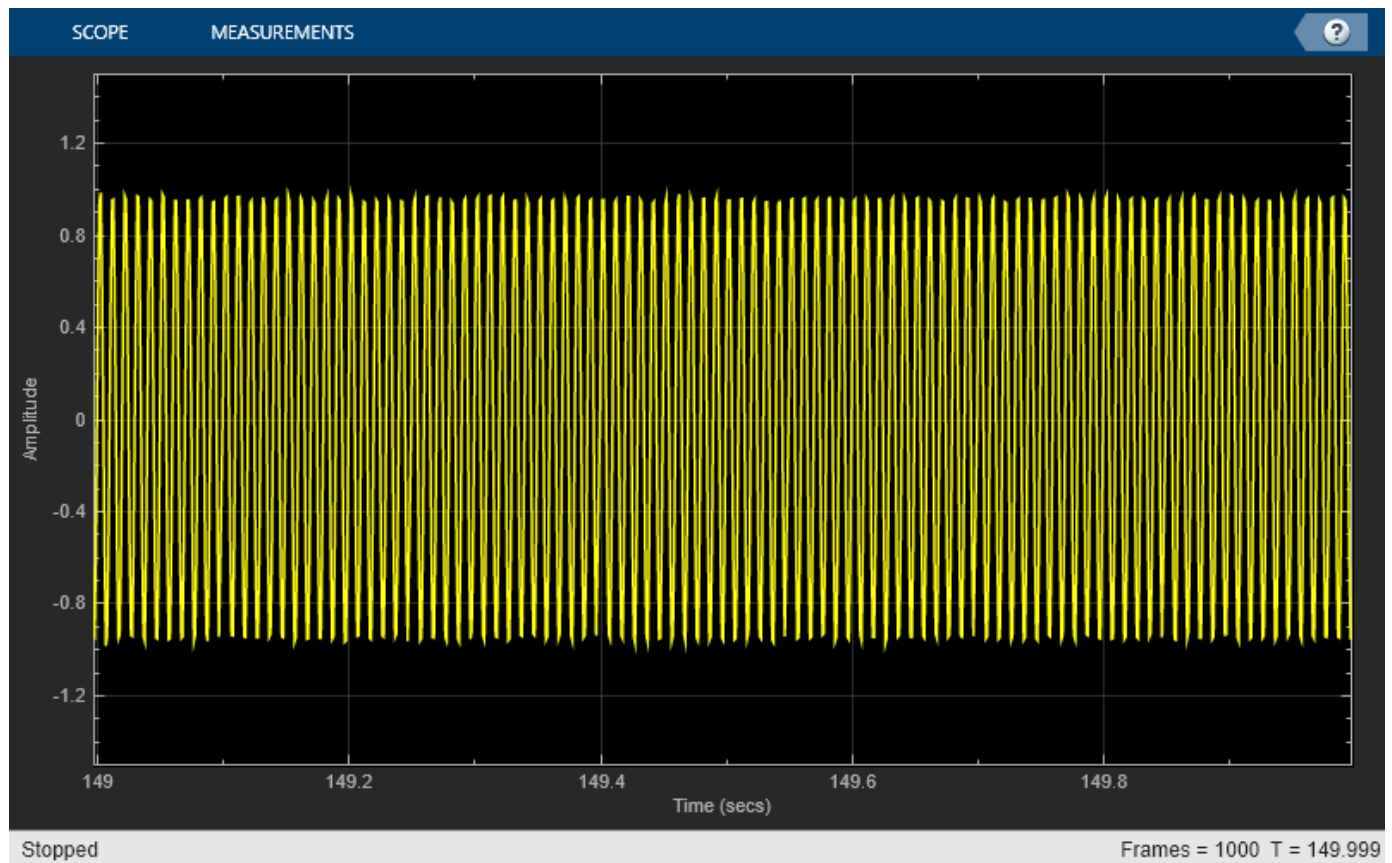 SCOPE MEASUREMENTS ?
1.2
0.8
0.4
0
-0.4
-0.8
-1.2
Amplitude
149 149.2 149.4 149.6 149.8
Time (secs)
Stopped Frames = 1000 T = 149.999